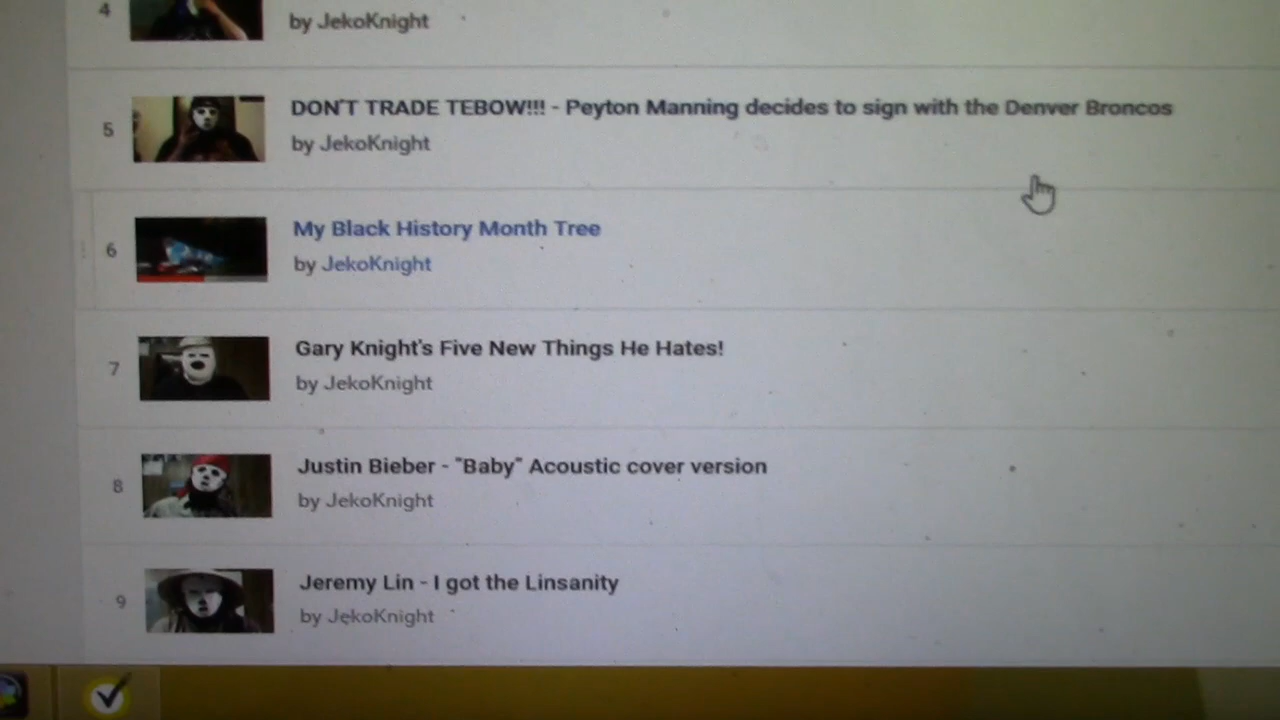 4
by JekoKnight
5
DON'T TRADE TEBOW!!! - Peyton Manning decides to sign with the Denver Broncos
by JekoKnight
6
My Black History Month Tree
by JekoKnight
7
Gary Knight's Five New Things He Hates!
by JekoKnight
8
Justin Bieber - "Baby" Acoustic cover version
by JekoKnight
9
Jeremy Lin - I got the Linsanity
by JekoKnight